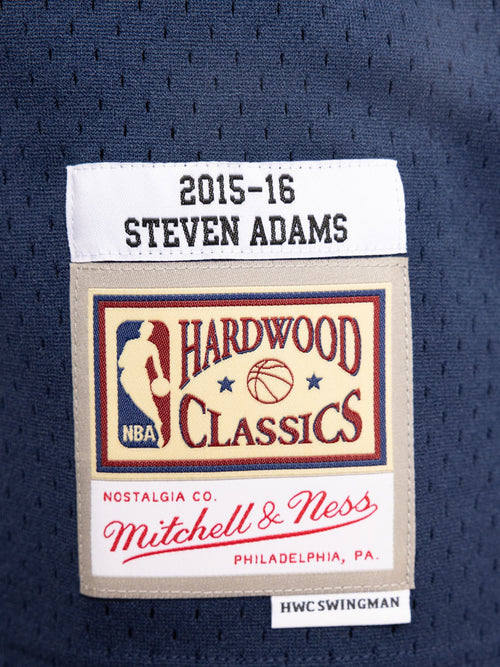 2015-16
STEVEN ADAMS
HARDWOOD
CLASSICS
NBA
NOSTALGIA CO.
Mitchell & Ness
PHILADELPHIA, PA.
HWC SWINGMAN